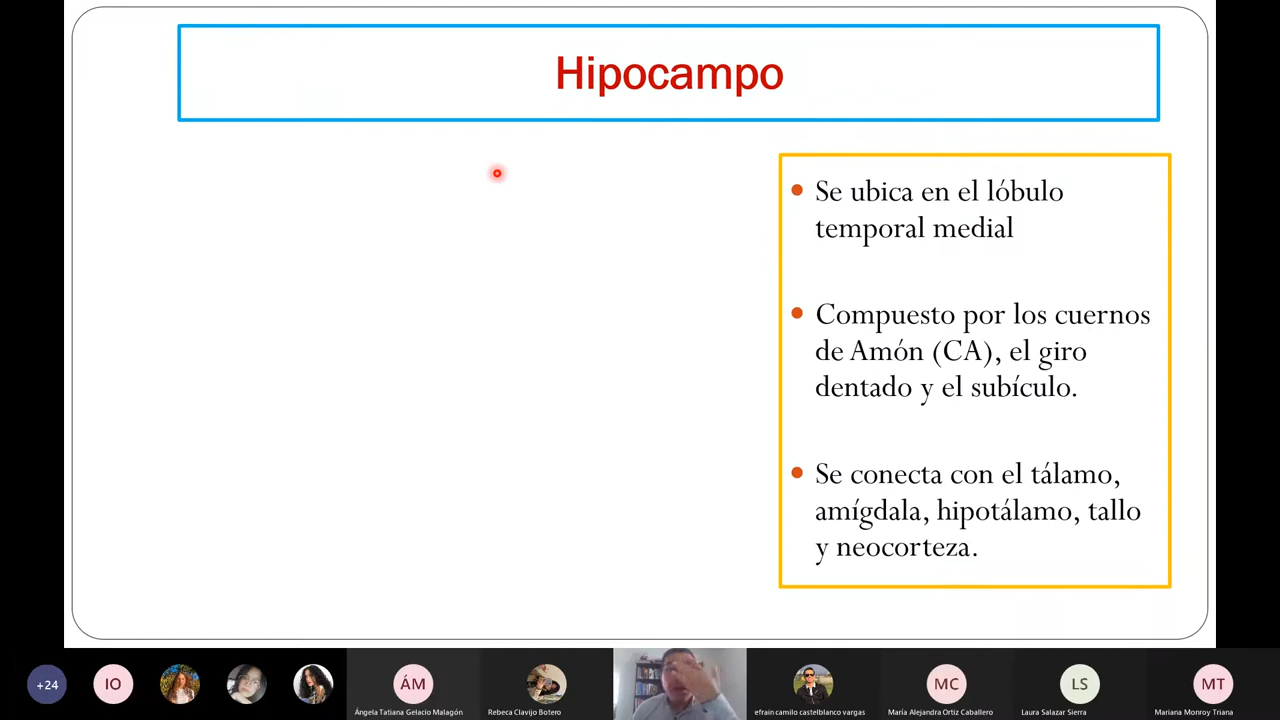 Hipocampo
Se ubica en el lóbulo
temporal medial
Compuesto por los cuernos
de Amón (CA), el giro
dentado y el subículo.
Se conecta con el tálamo,
amígdala, hipotálamo, tallo
y neocorteza.
+24
IO
ÁM
MC
LS
MT
Ángela Tatiana Gelacio Malagón
Rebeca Clavijo Botero
efrain camilo castelblanco vargas
María Alejandra Ortiz Caballero
Laura Salazar Sierra
Mariana Monroy Triana